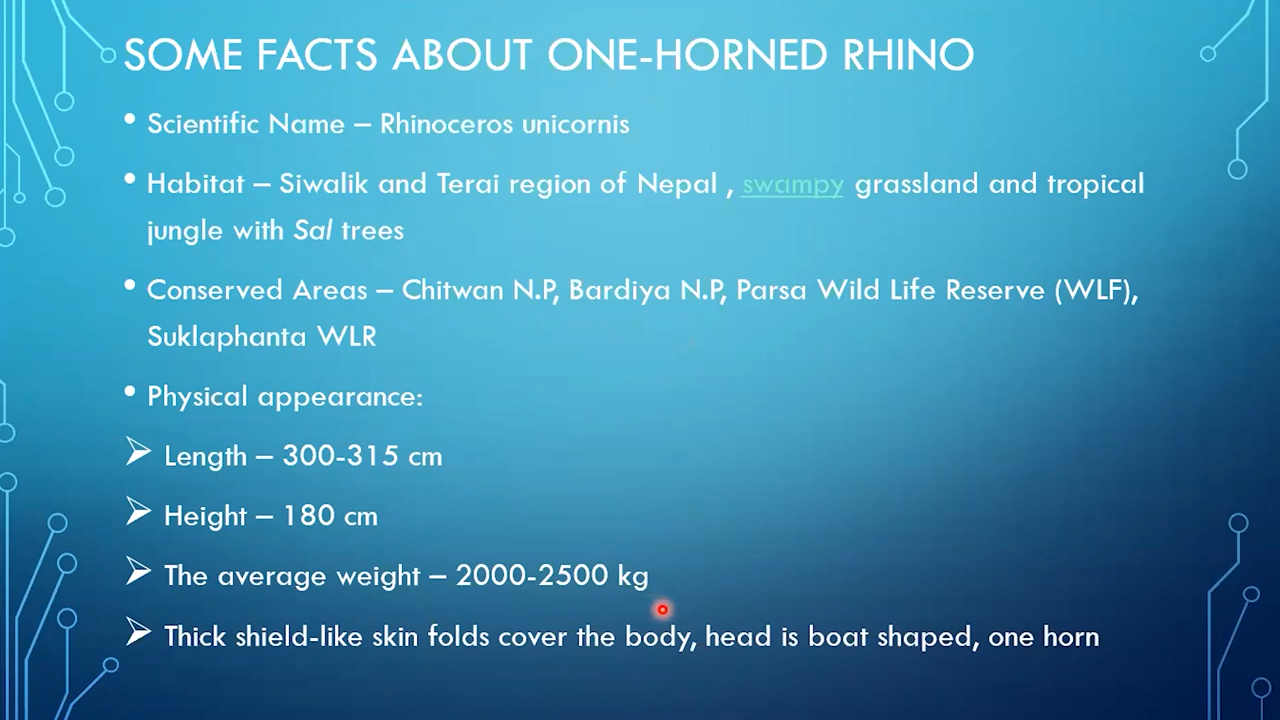 SOME FACTS ABOUT ONE-HORNED RHINO
• Scientific Name – Rhinoceros unicornis
• Habitat – Siwalik and Terai region of Nepal , swampy grassland and tropical
jungle with Sal trees
• Conserved Areas – Chitwan N.P, Bardiya N.P, Parsa Wild Life Reserve (WLF),
Suklaphanta WLR
• Physical appearance:
➢ Length – 300-315 cm
➢ Height – 180 cm
➢ The average weight – 2000-2500 kg
➢ Thick shield-like skin folds cover the body, head is boat shaped, one horn